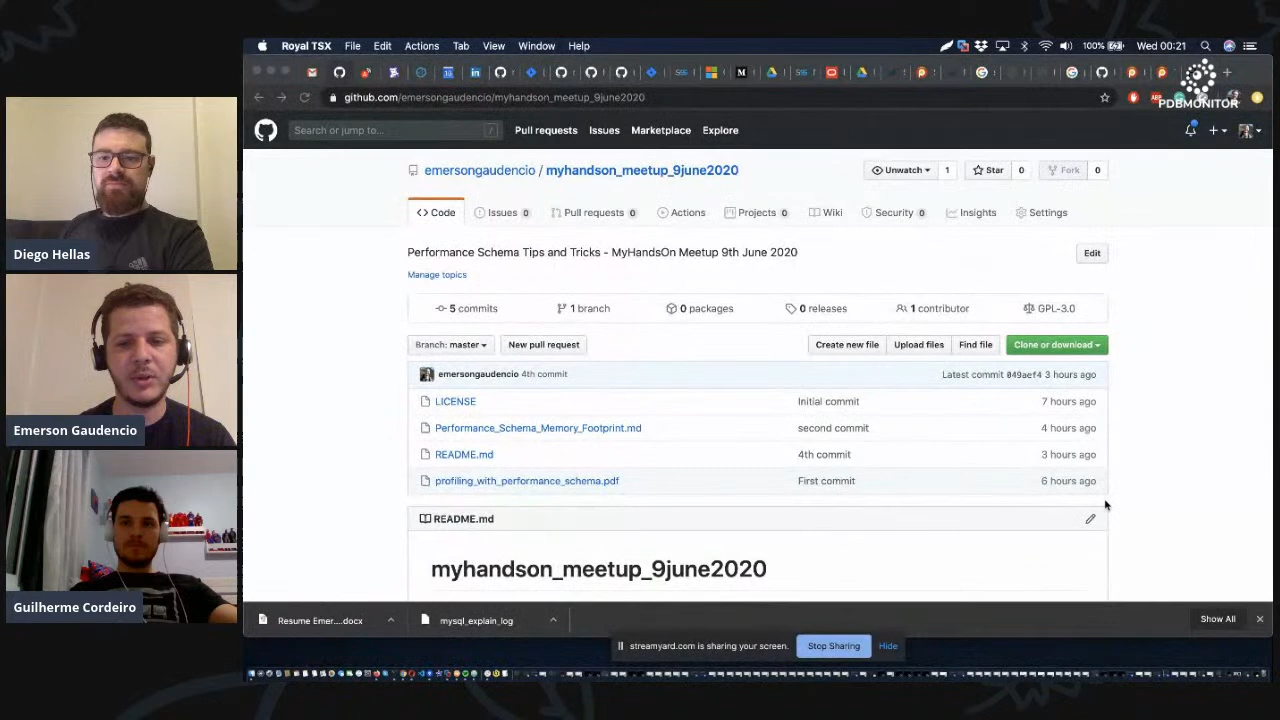 Royal TSX File Edit Actions Tab View Window Help 100% Wed 00:21
github.com/emersongaudencio/myhandson_meetup_9june2020
PDBMONITOR
Search or jump to... /
Pull requests Issues Marketplace Explore
emersongaudencio / myhandson_meetup_9june2020
Unwatch 1 Star 0 Fork 0
<> Code Issues 0 Pull requests 0 Actions Projects 0 Wiki Security 0 Insights Settings
Performance Schema Tips and Tricks - MyHandsOn Meetup 9th June 2020
Edit
Manage topics
5 commits 1 branch 0 packages 0 releases 1 contributor GPL-3.0
Branch: master New pull request Create new file Upload files Find file Clone or download
emersongaudencio 4th commit Latest commit 049aef4 3 hours ago
LICENSE Initial commit 7 hours ago
Performance_Schema_Memory_Footprint.md second commit 4 hours ago
README.md 4th commit 3 hours ago
profiling_with_performance_schema.pdf First commit 6 hours ago
README.md
myhandson_meetup_9june2020
Resume Emer....docx mysql_explain_log Show All
streamyard.com is sharing your screen. Stop Sharing Hide
Diego Hellas
Emerson Gaudencio
Guilherme Cordeiro